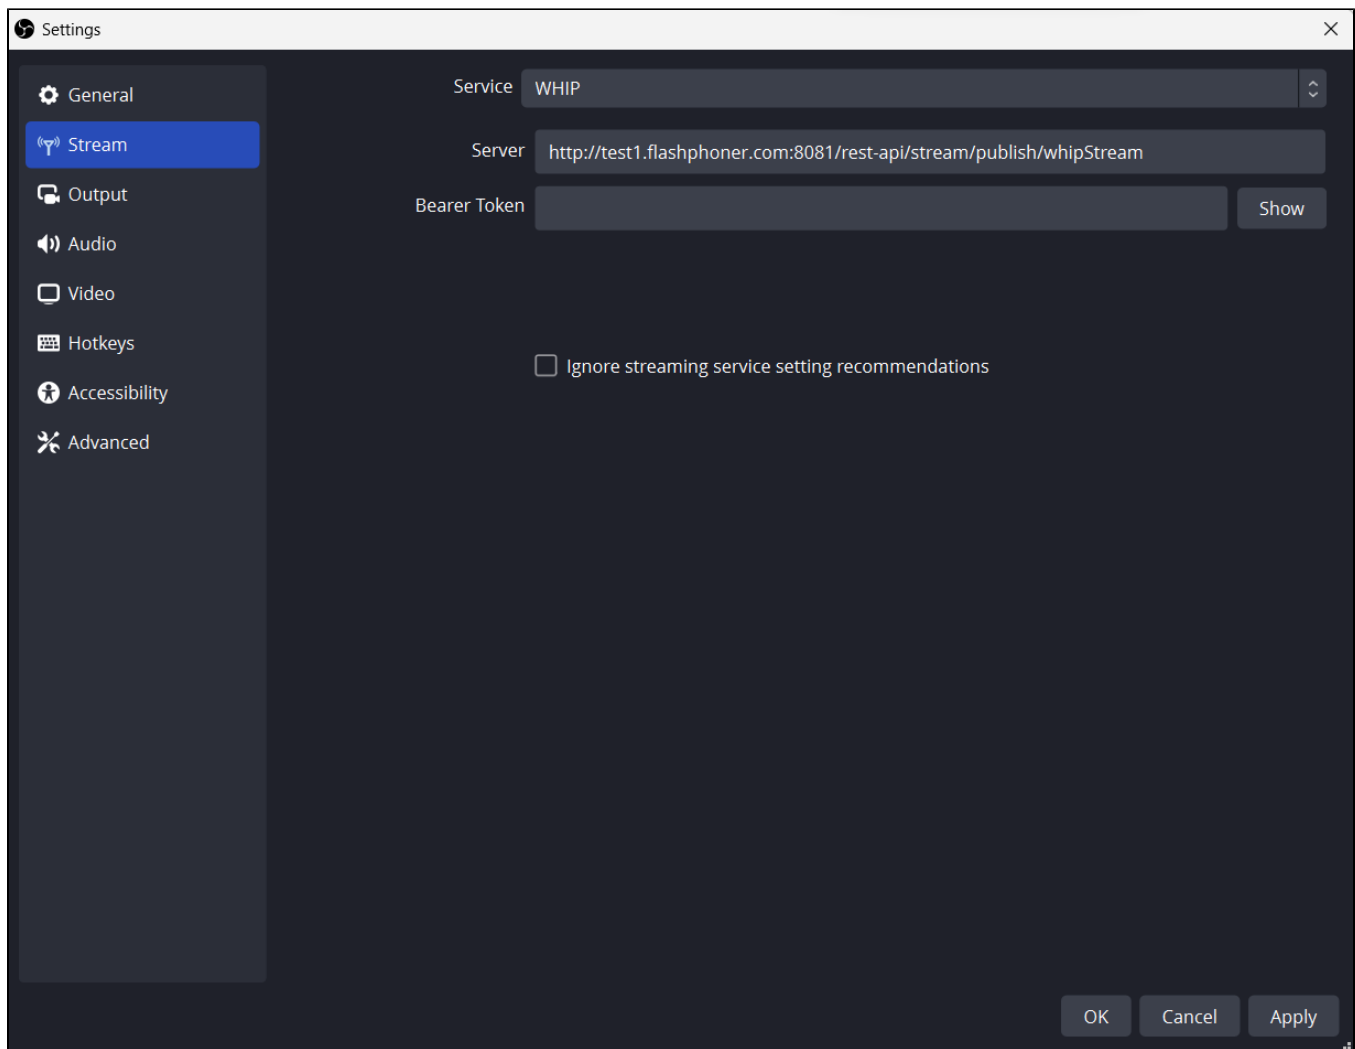 Settings
General
Stream
Output
Audio
Video
Hotkeys
Accessibility
Advanced
Service WHIP
Server http://test1.flashphoner.com:8081/rest-api/stream/publish/whipStream
Bearer Token Show
Ignore streaming service setting recommendations
OK Cancel Apply